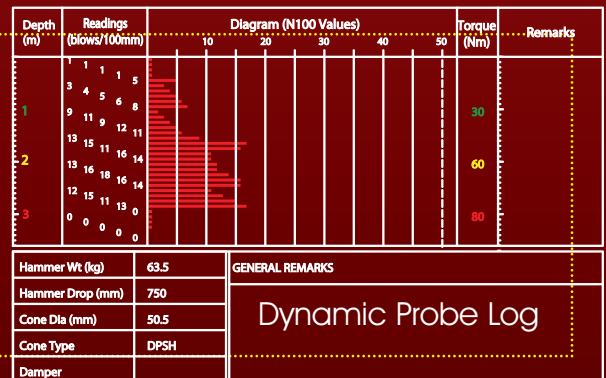 Depth Readings Diagram (N100 Values) Torque Remarks
(m) (blows/100mm) 10 20 30 40 50 (Nm)
1 1 1 1 5
3 4 5 6 8
1 9 11 9 12 11 30
13 15 11 16 14
2 60
13 16 18 16 14
12 15 11 13 0
3 0 0 0 0 0 80
Hammer Wt (kg) 63.5 GENERAL REMARKS
Hammer Drop (mm) 750
Cone Dia (mm) 50.5 Dynamic Probe Log
Cone Type DPSH
Damper